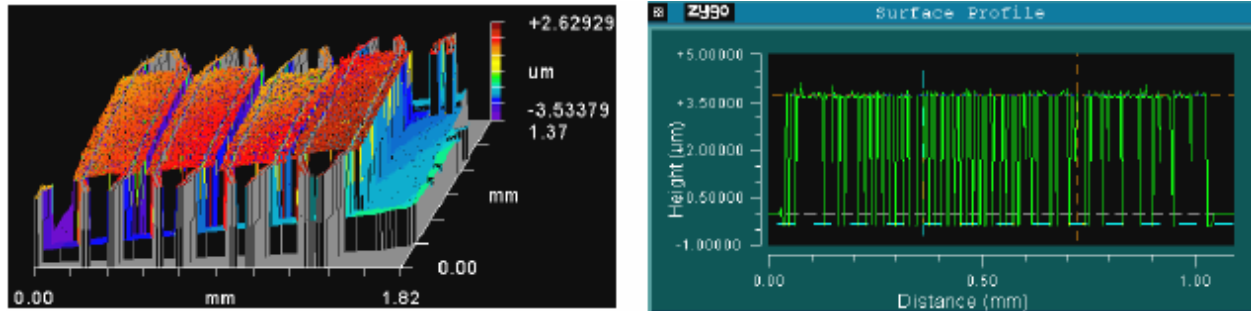 +2.62929
um
-3.53379
1.37
mm
0.00
0.00
mm
1.82
zygo
Surface Profile
+5.00000
+3.50000
+2.00000
+0.50000
-1.00000
Height (µm)
0.00
0.50
1.00
Distance (mm)